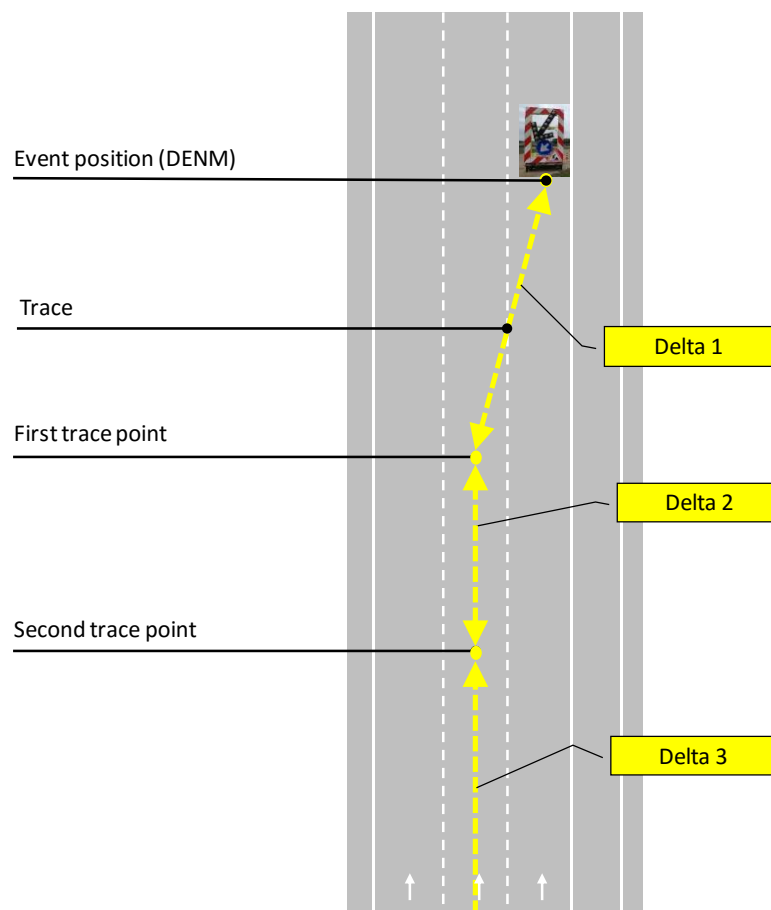 Event position (DENM)
Trace
Delta 1
First trace point
Delta 2
Second trace point
Delta 3